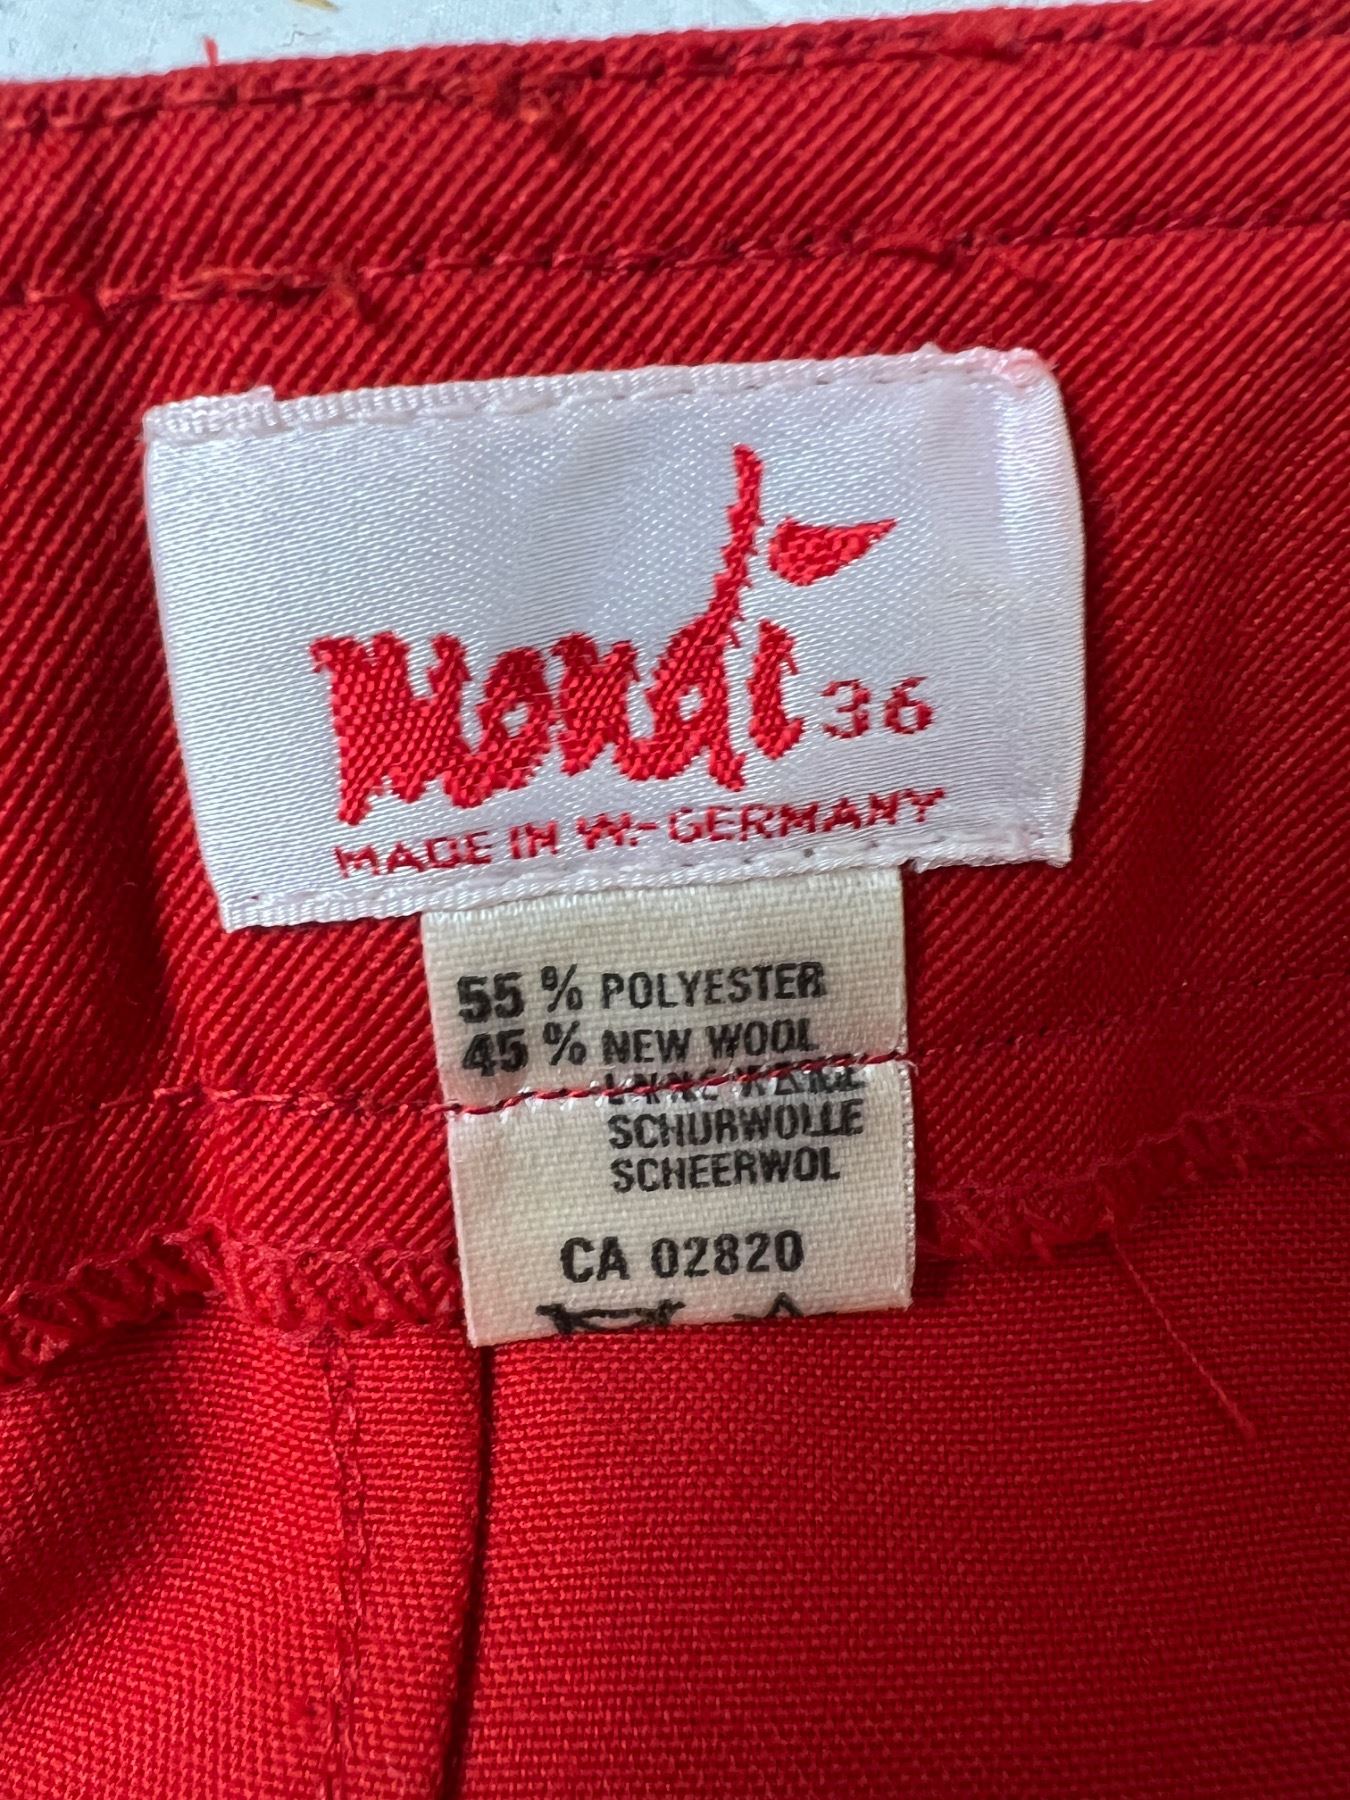 Mondi 36
MADE IN W.-GERMANY
55 % POLYESTER
45 % NEW WOOL
SCHURWOLLE
SCHEERWOL
CA 02820